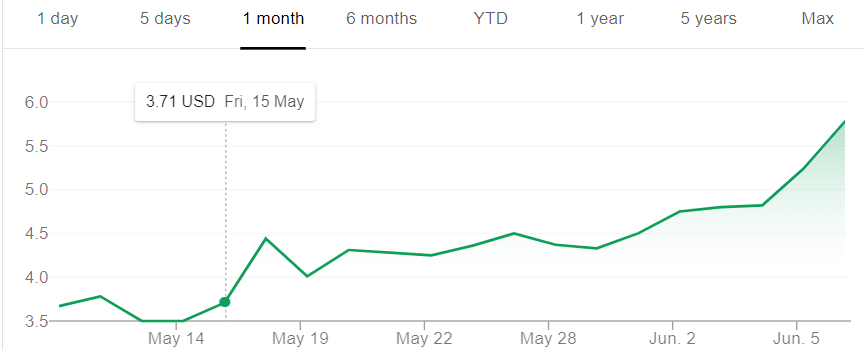 1 day 5 days 1 month 6 months YTD 1 year 5 years Max
3.71 USD Fri, 15 May
6.0
5.5
5.0
4.5
4.0
3.5
May 14 May 19 May 22 May 28 Jun. 2 Jun. 5